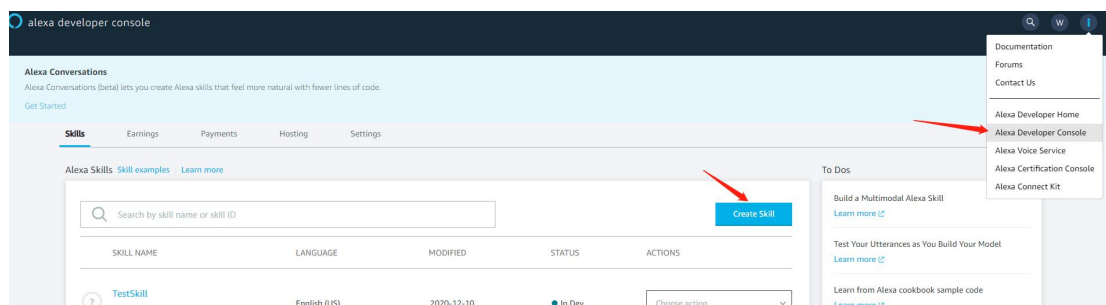 alexa developer console
W
Documentation
Forums
Contact Us
Alexa Developer Home
Alexa Developer Console
Alexa Voice Service
Alexa Certification Console
Alexa Connect Kit
Alexa Conversations
Alexa Conversations (beta) lets you create Alexa skills that feel more natural with fewer lines of code.
Get Started
Skills Earnings Payments Hosting Settings
Alexa Skills Skill examples Learn more
Search by skill name or skill ID
Create Skill
SKILL NAME LANGUAGE MODIFIED STATUS ACTIONS
TestSkill
? English (US) 2020-12-10 In Dev Choose action
To Dos
Build a Multimodal Alexa Skill
Learn more
Test Your Utterances as You Build Your Model
Learn more
Learn from Alexa cookbook sample code
Learn more